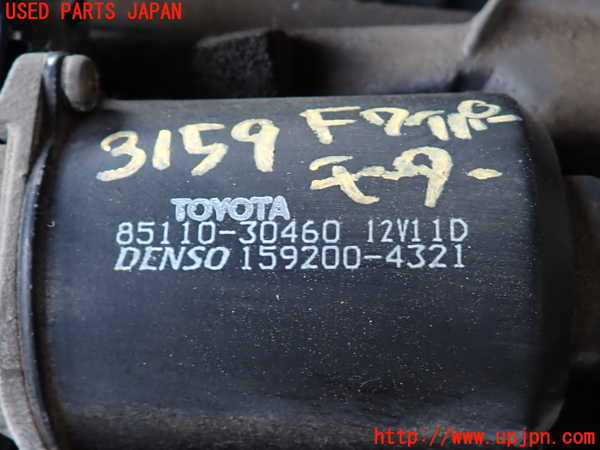 USED PARTS JAPAN
3159 Fワイパー
モーター
TOYOTA
85110-30460 12V11D
DENSO 159200-4321
http://www.upjpn.com/